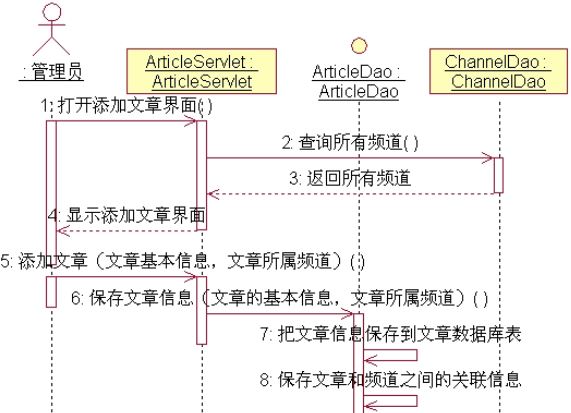 : 管理员
ArticleServlet :
ArticleServlet
ArticleDao :
ArticleDao
ChannelDao :
ChannelDao
1: 打开添加文章界面( )
2: 查询所有频道( )
3: 返回所有频道
4: 显示添加文章界面
5: 添加文章（文章基本信息，文章所属频道）( )
6: 保存文章信息（文章的基本信息，文章所属频道）( )
7: 把文章信息保存到文章数据库表
8: 保存文章和频道之间的关联信息